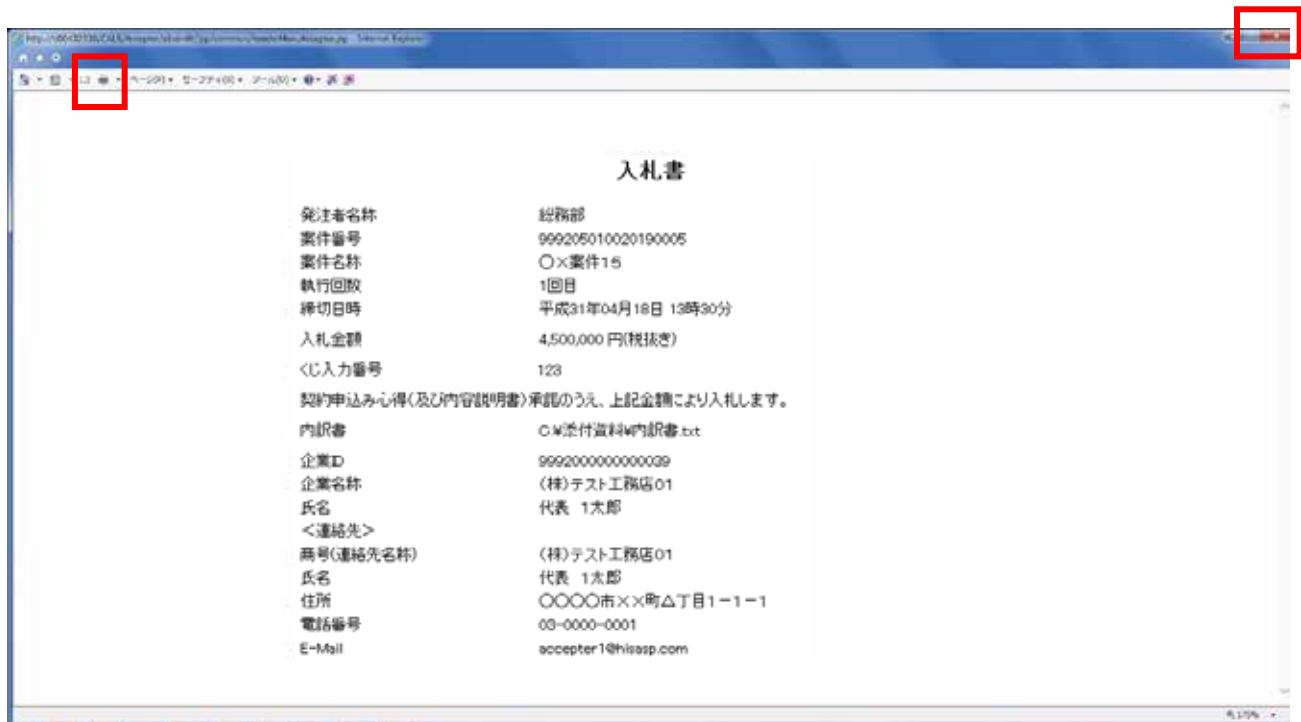 入札書
発注者名称 総務部
案件番号 999205010020190005
案件名称 〇×案件15
執行回数 1回目
締切日時 平成31年04月18日 13時30分
入札金額 4,500,000 円(税抜き)
くじ入力番号 123
契約申込み心得(及び内容説明書)承諾のうえ、上記金額により入札します。
内訳書 C:¥添付資料¥内訳書.txt
企業ID 9992000000000039
企業名称 (株)テスト工務店01
氏名 代表 1太郎
<連絡先>
商号(連絡先名称) (株)テスト工務店01
氏名 代表 1太郎
住所 〇〇〇〇市××町△丁目1-1-1
電話番号 03-0000-0001
E-Mail accepter1@hisasp.com